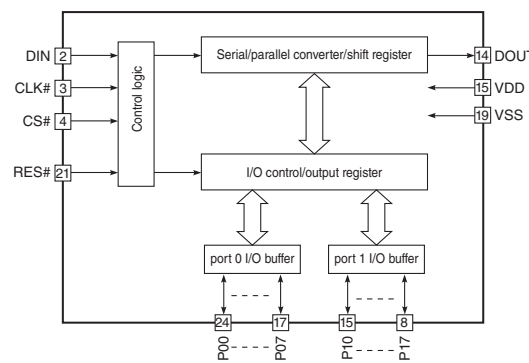 DIN 2
CLK# 3
CS# 4
RES# 21
Control logic
Serial/parallel converter/shift register
14 DOUT
15 VDD
19 VSS
I/O control/output register
port 0 I/O buffer
port 1 I/O buffer
24 17 15 8
P00 P07 P10 P17